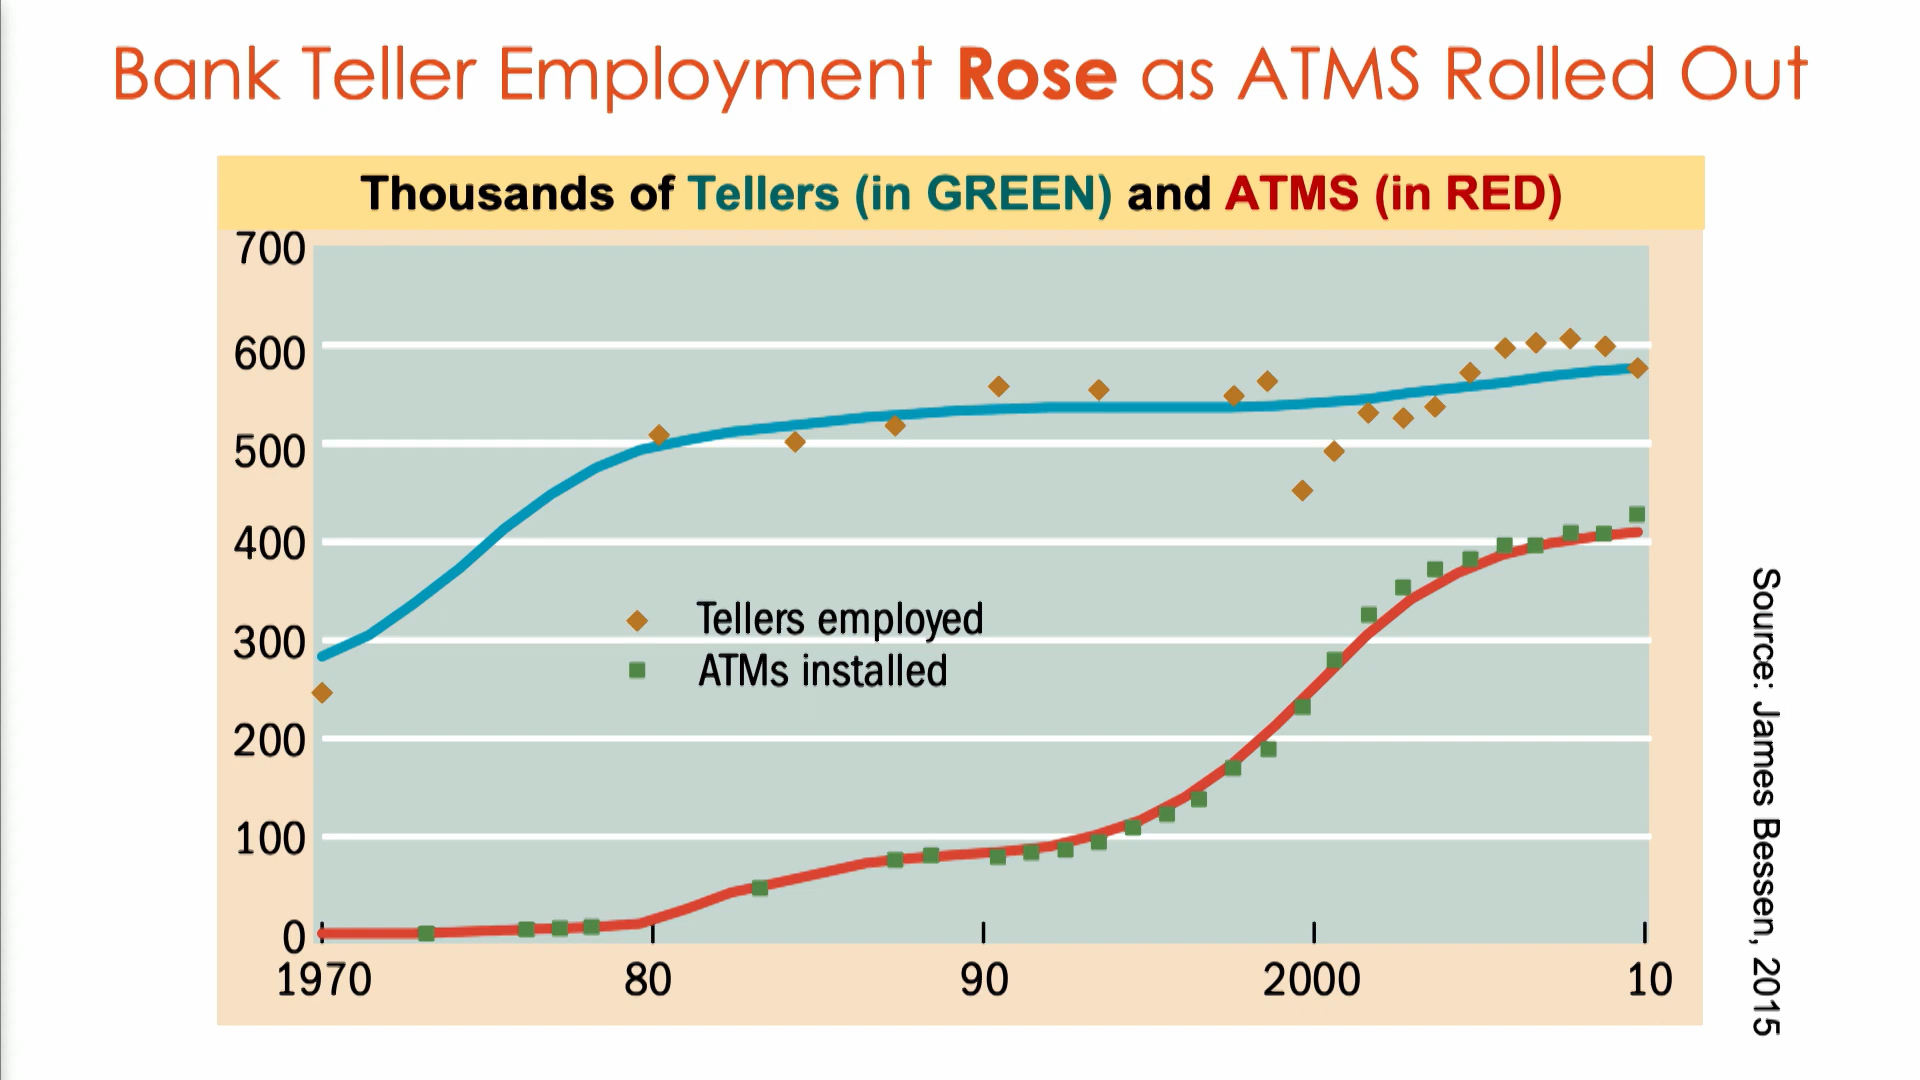 Bank Teller Employment Rose as ATMS Rolled Out
Thousands of Tellers (in GREEN) and ATMS (in RED)
700
600
500
400
300
200
100
0
Tellers employed
ATMs installed
1970 80 90 2000 10
Source: James Bessen, 2015